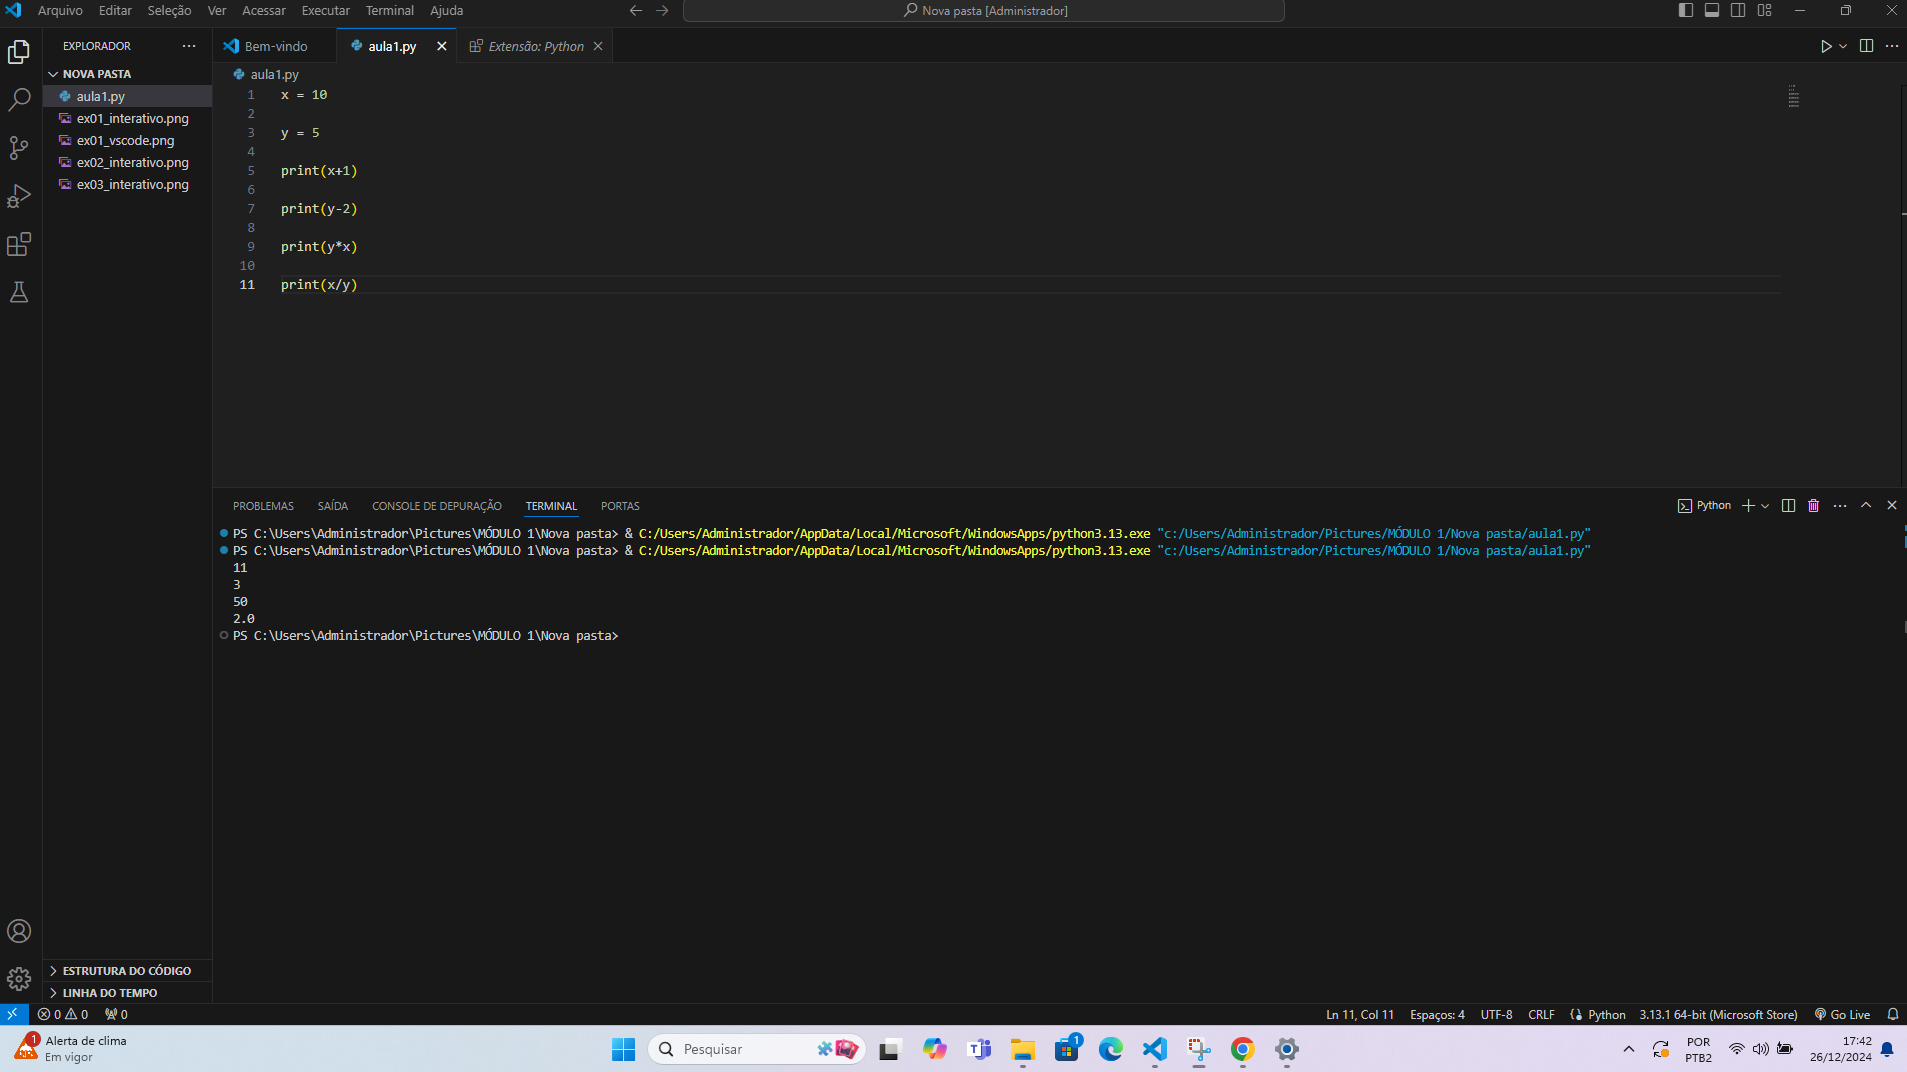 Arquivo Editar Seleção Ver Acessar Executar Terminal Ajuda
Nova pasta [Administrador]
EXPLORADOR
NOVA PASTA
aula1.py
ex01_interativo.png
ex01_vscode.png
ex02_interativo.png
ex03_interativo.png
Bem-vindo
aula1.py
Extensão: Python
aula1.py
1 x = 10
2
3 y = 5
4
5 print(x+1)
6
7 print(y-2)
8
9 print(y*x)
10
11 print(x/y)
PROBLEMAS SAÍDA CONSOLE DE DEPURAÇÃO TERMINAL PORTAS
Python
PS C:\Users\Administrador\Pictures\MÓDULO 1\Nova pasta> & C:/Users/Administrador/AppData/Local/Microsoft/WindowsApps/python3.13.exe "c:/Users/Administrador/Pictures/MÓDULO 1/Nova pasta/aula1.py"
PS C:\Users\Administrador\Pictures\MÓDULO 1\Nova pasta> & C:/Users/Administrador/AppData/Local/Microsoft/WindowsApps/python3.13.exe "c:/Users/Administrador/Pictures/MÓDULO 1/Nova pasta/aula1.py"
11
3
50
2.0
PS C:\Users\Administrador\Pictures\MÓDULO 1\Nova pasta>
ESTRUTURA DO CÓDIGO
LINHA DO TEMPO
0 0 0
Ln 11, Col 11 Espaços: 4 UTF-8 CRLF Python 3.13.1 64-bit (Microsoft Store) Go Live
1
Alerta de clima
Em vigor
Pesquisar
1
POR
PTB2
17:42
26/12/2024